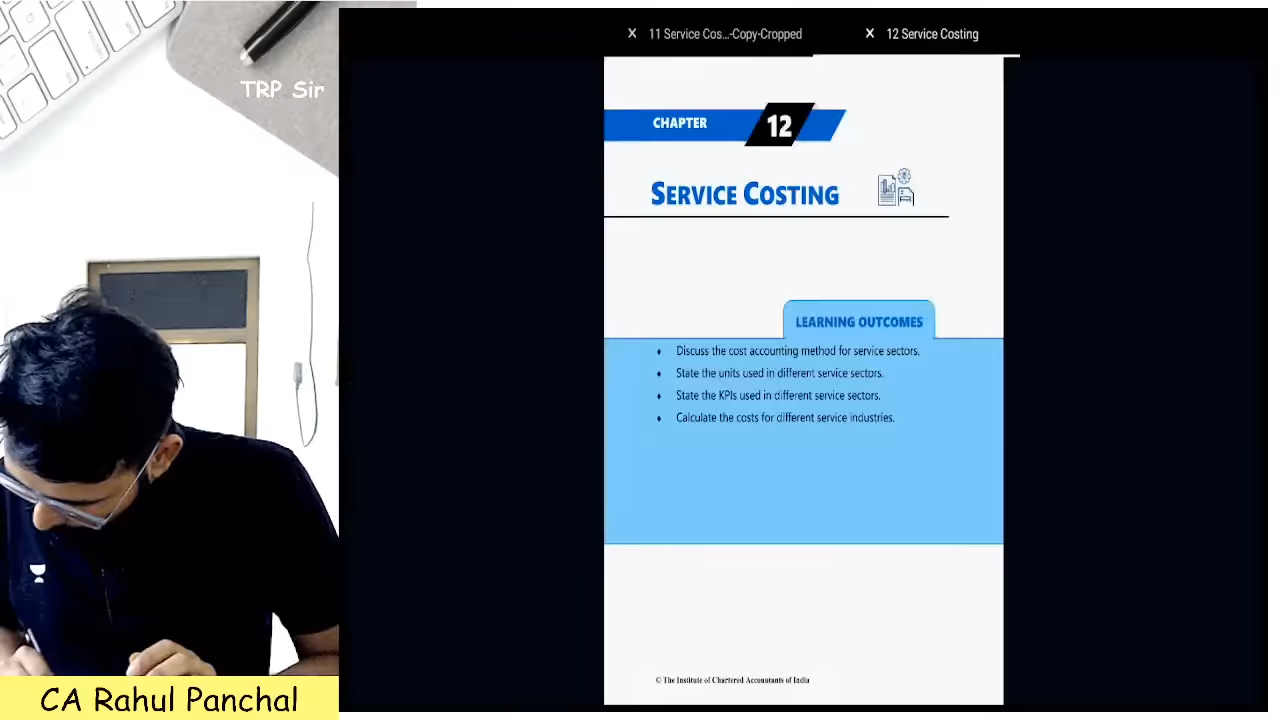 TRP Sir
11 Service Cos...-Copy-Cropped
12 Service Costing
CHAPTER 12
SERVICE COSTING
LEARNING OUTCOMES
Discuss the cost accounting method for service sectors.
State the units used in different service sectors.
State the KPIs used in different service sectors.
Calculate the costs for different service industries.
© The Institute of Chartered Accountants of India
CA Rahul Panchal